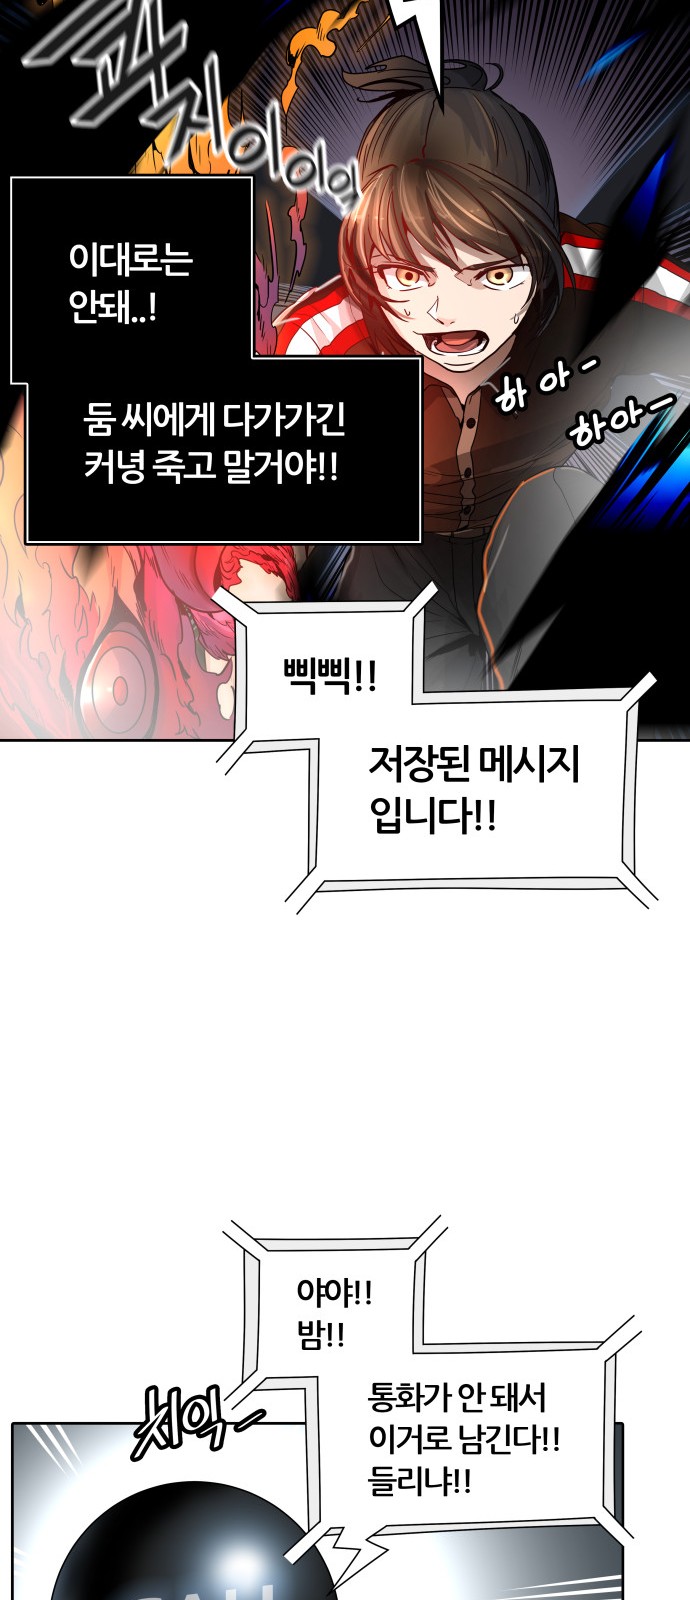 파지이이익
이대로는
안돼..!
둠 씨에게 다가가긴
커녕 죽고 말거야!!
하아-
하아-
삑삑!!
저장된 메시지
입니다!!
야야!!
밤!!
통화가 안 돼서
이거로 남긴다!!
들리냐!!
치익-
CALL